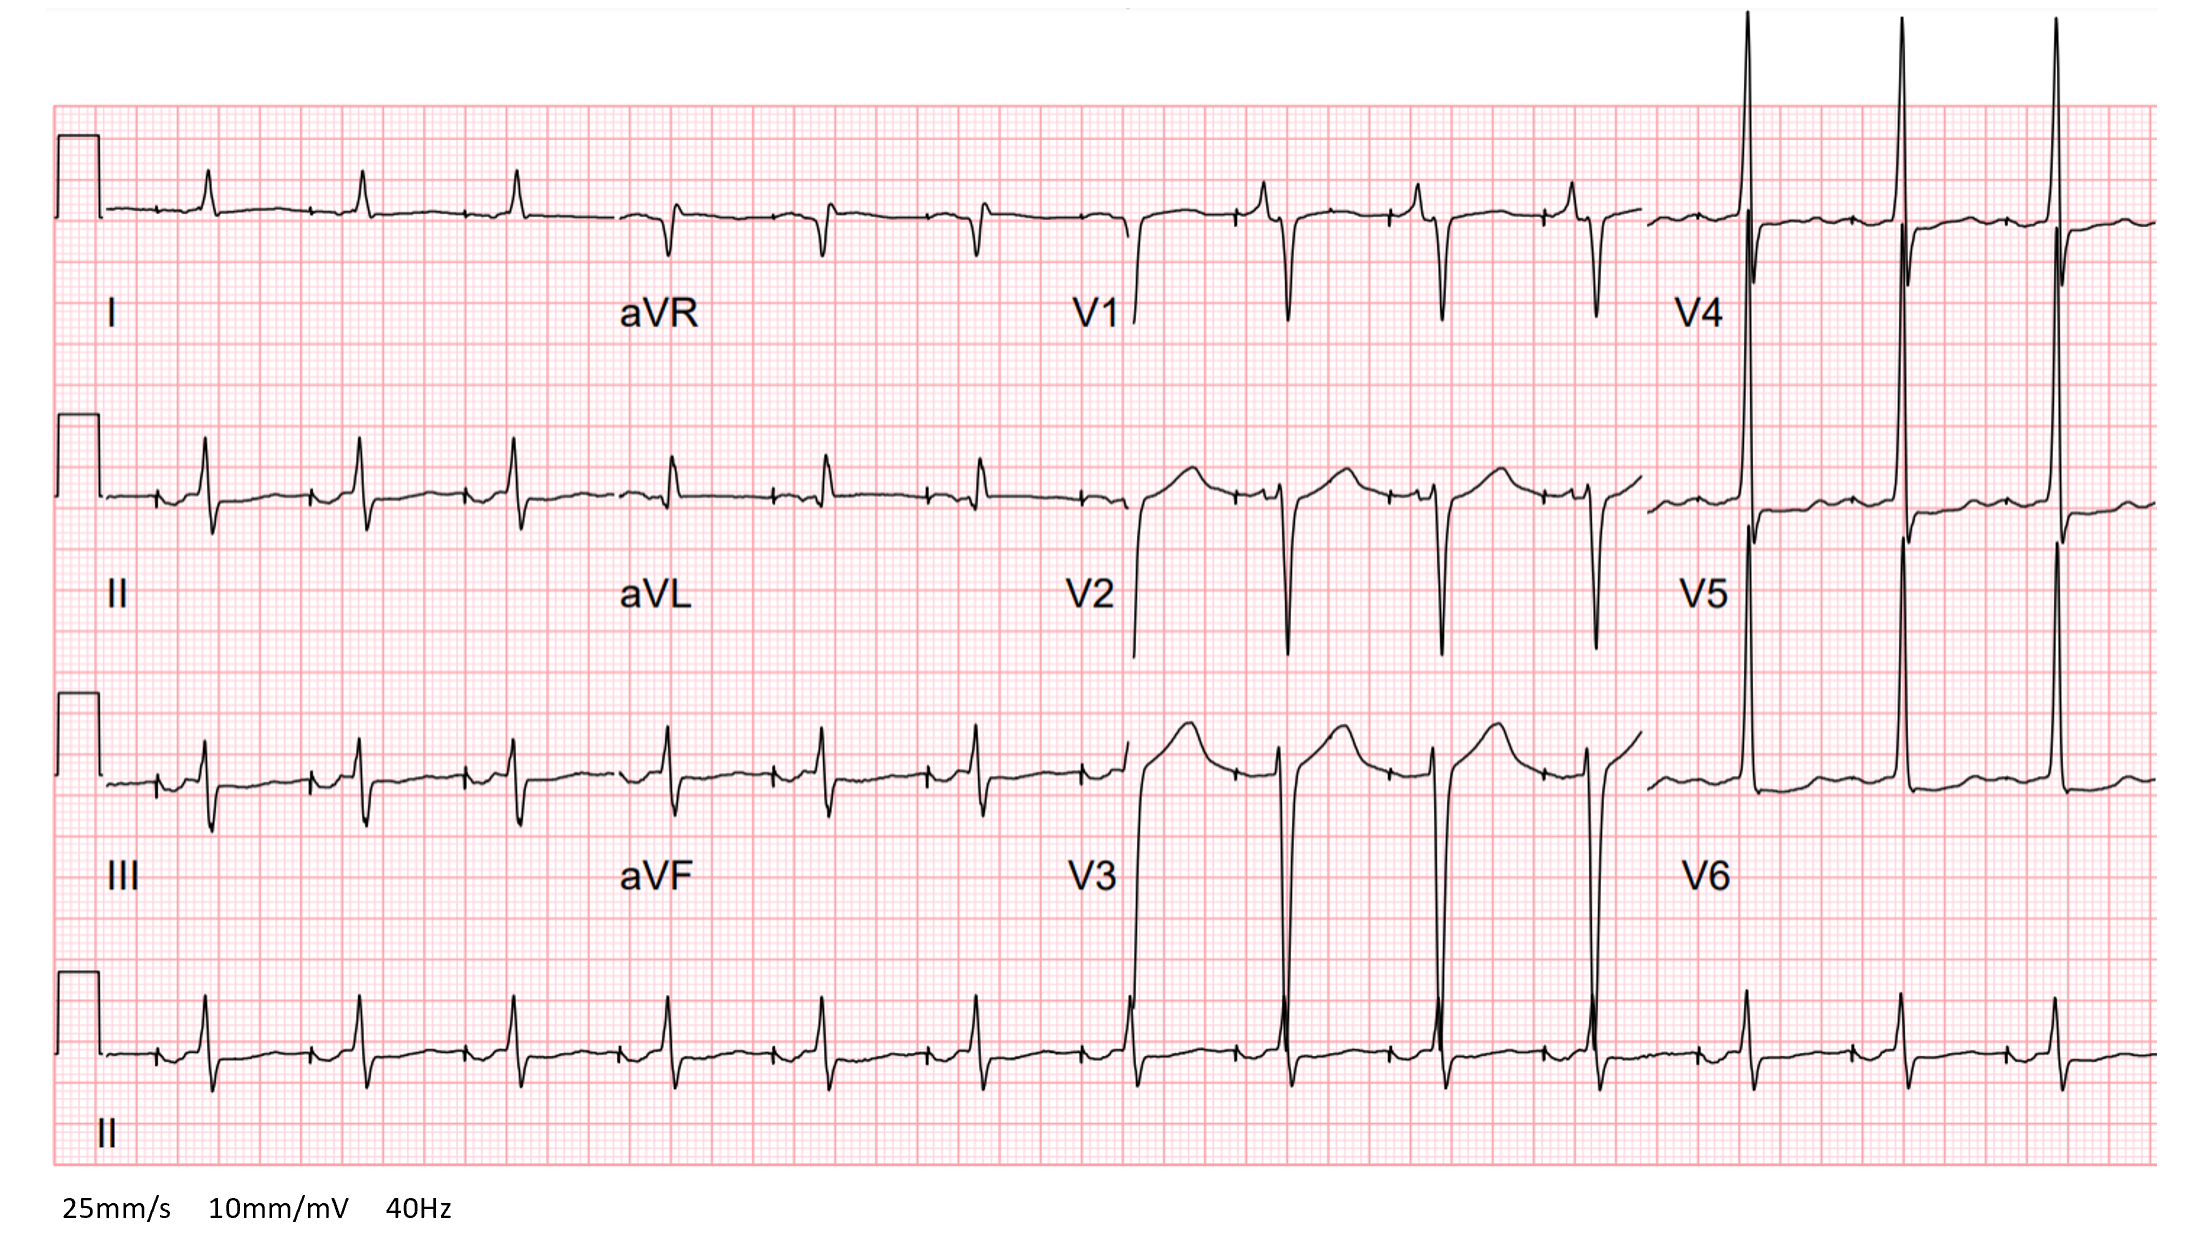 I aVR V1 V4
II aVL V2 V5
III aVF V3 V6
II
25mm/s 10mm/mV 40Hz